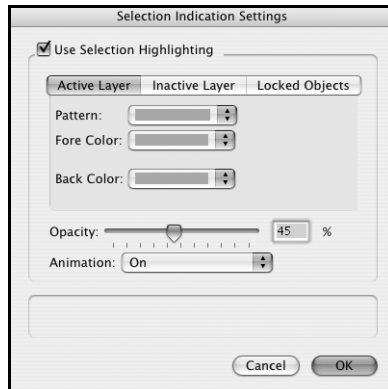 Selection Indication Settings
Use Selection Highlighting
Active Layer Inactive Layer Locked Objects
Pattern:
Fore Color:
Back Color:
Opacity: 45 %
Animation: On
Cancel OK